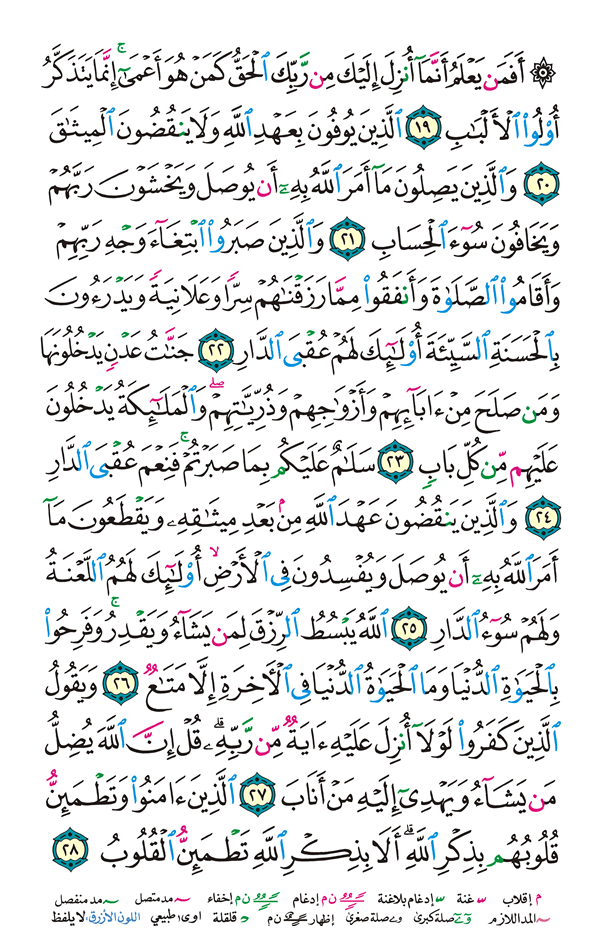 ۞ أَفَمَن يَعْلَمُ أَنَّمَآ أُنزِلَ إِلَيْكَ مِن رَّبِّكَ ٱلْحَقُّ كَمَنْ هُوَ أَعْمَىٰٓ ۚ إِنَّمَا يَتَذَكَّرُ
أُو۟لُوا۟ ٱلْأَلْبَـٰبِ ١٩ ٱلَّذِينَ يُوفُونَ بِعَهْدِ ٱللَّهِ وَلَا يَنقُضُونَ ٱلْمِيثَـٰقَ
٢٠ وَٱلَّذِينَ يَصِلُونَ مَآ أَمَرَ ٱللَّهُ بِهِۦٓ أَن يُوصَلَ وَيَخْشَوْنَ رَبَّهُمْ
وَيَخَافُونَ سُوٓءَ ٱلْحِسَابِ ٢١ وَٱلَّذِينَ صَبَرُوا۟ ٱبْتِغَآءَ وَجْهِ رَبِّهِمْ
وَأَقَامُوا۟ ٱلصَّلَوٰةَ وَأَنفَقُوا۟ مِمَّا رَزَقْنَـٰهُمْ سِرًّا وَعَلَانِيَةً وَيَدْرَءُونَ
بِٱلْحَسَنَةِ ٱلسَّيِّئَةَ أُو۟لَـٰٓئِكَ لَهُمْ عُقْبَى ٱلدَّارِ ٢٢ جَنَّـٰتُ عَدْنٍ يَدْخُلُونَهَا
وَمَن صَلَحَ مِنْ ءَابَآئِهِمْ وَأَزْوَٰجِهِمْ وَذُرِّيَّـٰتِهِمْ ۖ وَٱلْمَلَـٰٓئِكَةُ يَدْخُلُونَ
عَلَيْهِم مِّن كُلِّ بَابٍ ٢٣ سَلَـٰمٌ عَلَيْكُم بِمَا صَبَرْتُمْ ۚ فَنِعْمَ عُقْبَى ٱلدَّارِ
٢٤ وَٱلَّذِينَ يَنقُضُونَ عَهْدَ ٱللَّهِ مِنۢ بَعْدِ مِيثَـٰقِهِۦ وَيَقْطَعُونَ مَآ
أَمَرَ ٱللَّهُ بِهِۦٓ أَن يُوصَلَ وَيُفْسِدُونَ فِى ٱلْأَرْضِ ۙ أُو۟لَـٰٓئِكَ لَهُمُ ٱللَّعْنَةُ
وَلَهُمْ سُوٓءُ ٱلدَّارِ ٢٥ ٱللَّهُ يَبْسُطُ ٱلرِّزْقَ لِمَن يَشَآءُ وَيَقْدِرُ ۚ وَفَرِحُوا۟
بِٱلْحَيَوٰةِ ٱلدُّنْيَا وَمَا ٱلْحَيَوٰةُ ٱلدُّنْيَا فِى ٱلْـَٔاخِرَةِ إِلَّا مَتَـٰعٌ ٢٦ وَيَقُولُ
ٱلَّذِينَ كَفَرُوا۟ لَوْلَآ أُنزِلَ عَلَيْهِ ءَايَةٌ مِّن رَّبِّهِۦ ۗ قُلْ إِنَّ ٱللَّهَ يُضِلُّ
مَن يَشَآءُ وَيَهْدِىٓ إِلَيْهِ مَنْ أَنَابَ ٢٧ ٱلَّذِينَ ءَامَنُوا۟ وَتَطْمَئِنُّ
قُلُوبُهُم بِذِكْرِ ٱللَّهِ ۗ أَلَا بِذِكْرِ ٱللَّهِ تَطْمَئِنُّ ٱلْقُلُوبُ ٢٨
م إقلاب غنة إدغام بلاغنة ن م إدغام ن م إخفاء مد متصل مد منفصل
المد اللازم صلة كبرى صلة صغرى إظهار ن م قلقلة اوى طبيعي اللون الأزرق: لا يلفظ